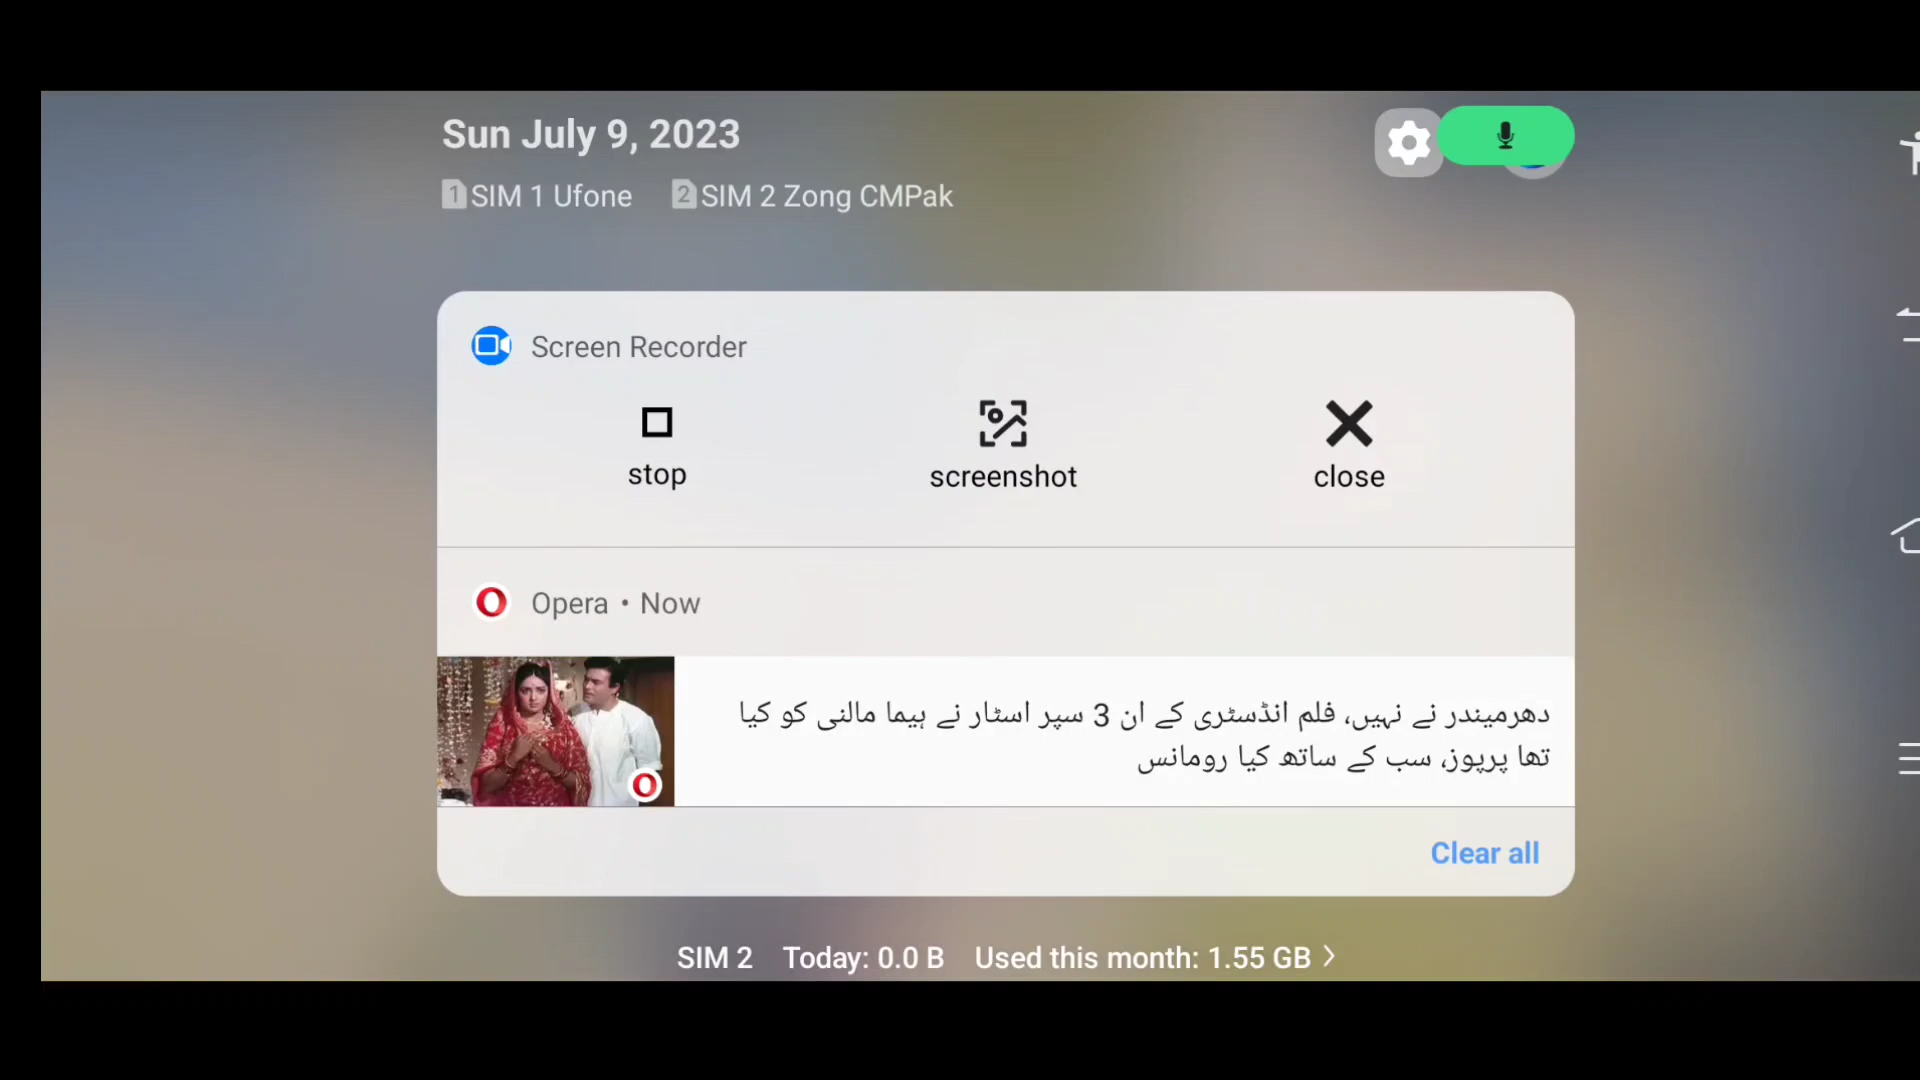 Sun July 9, 2023
1 SIM 1 Ufone 2 SIM 2 Zong CMPak
Screen Recorder
stop screenshot close
Opera • Now
دھرمیندر نے نہیں، فلم انڈسٹری کے ان 3 سپر اسٹار نے ہیما مالنی کو کیا
تھا پرپوز، سب کے ساتھ کیا رومانس
Clear all
SIM 2 Today: 0.0 B Used this month: 1.55 GB